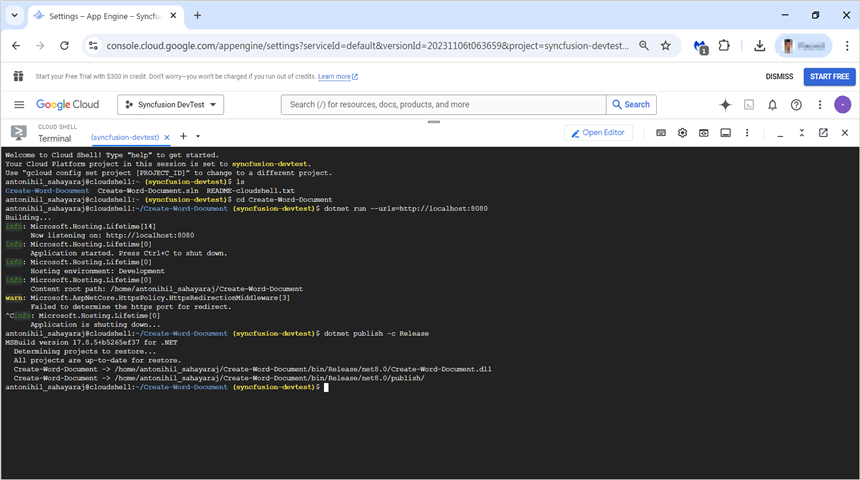 Settings – App Engine – Syncfu
console.cloud.google.com/appengine/settings?serviceId=default&versionId=20231106t063659&project=syncfusion-devtest...
1
Start your Free Trial with $300 in credit. Don't worry—you won't be charged if you run out of credits. Learn more
DISMISS
START FREE
Google Cloud
Syncfusion DevTest
Search (/) for resources, docs, products, and more
Search
CLOUD SHELL
Terminal
(syncfusion-devtest)
Open Editor
Welcome to Cloud Shell! Type "help" to get started.
Your Cloud Platform project in this session is set to syncfusion-devtest.
Use "gcloud config set project [PROJECT_ID]" to change to a different project.
antonihil_sahayaraj@cloudshell:~ (syncfusion-devtest)$ ls
Create-Word-Document Create-Word-Document.sln README-cloudshell.txt
antonihil_sahayaraj@cloudshell:~ (syncfusion-devtest)$ cd Create-Word-Document
antonihil_sahayaraj@cloudshell:~/Create-Word-Document (syncfusion-devtest)$ dotnet run --urls=http://localhost:8080
Building...
info: Microsoft.Hosting.Lifetime[14]
Now listening on: http://localhost:8080
info: Microsoft.Hosting.Lifetime[0]
Application started. Press Ctrl+C to shut down.
info: Microsoft.Hosting.Lifetime[0]
Hosting environment: Development
info: Microsoft.Hosting.Lifetime[0]
Content root path: /home/antonihil_sahayaraj/Create-Word-Document
warn: Microsoft.AspNetCore.HttpsPolicy.HttpsRedirectionMiddleware[3]
Failed to determine the https port for redirect.
^Cinfo: Microsoft.Hosting.Lifetime[0]
Application is shutting down...
antonihil_sahayaraj@cloudshell:~/Create-Word-Document (syncfusion-devtest)$ dotnet publish -c Release
MSBuild version 17.8.5+b5265ef37 for .NET
Determining projects to restore...
All projects are up-to-date for restore.
Create-Word-Document -> /home/antonihil_sahayaraj/Create-Word-Document/bin/Release/net8.0/Create-Word-Document.dll
Create-Word-Document -> /home/antonihil_sahayaraj/Create-Word-Document/bin/Release/net8.0/publish/
antonihil_sahayaraj@cloudshell:~/Create-Word-Document (syncfusion-devtest)$